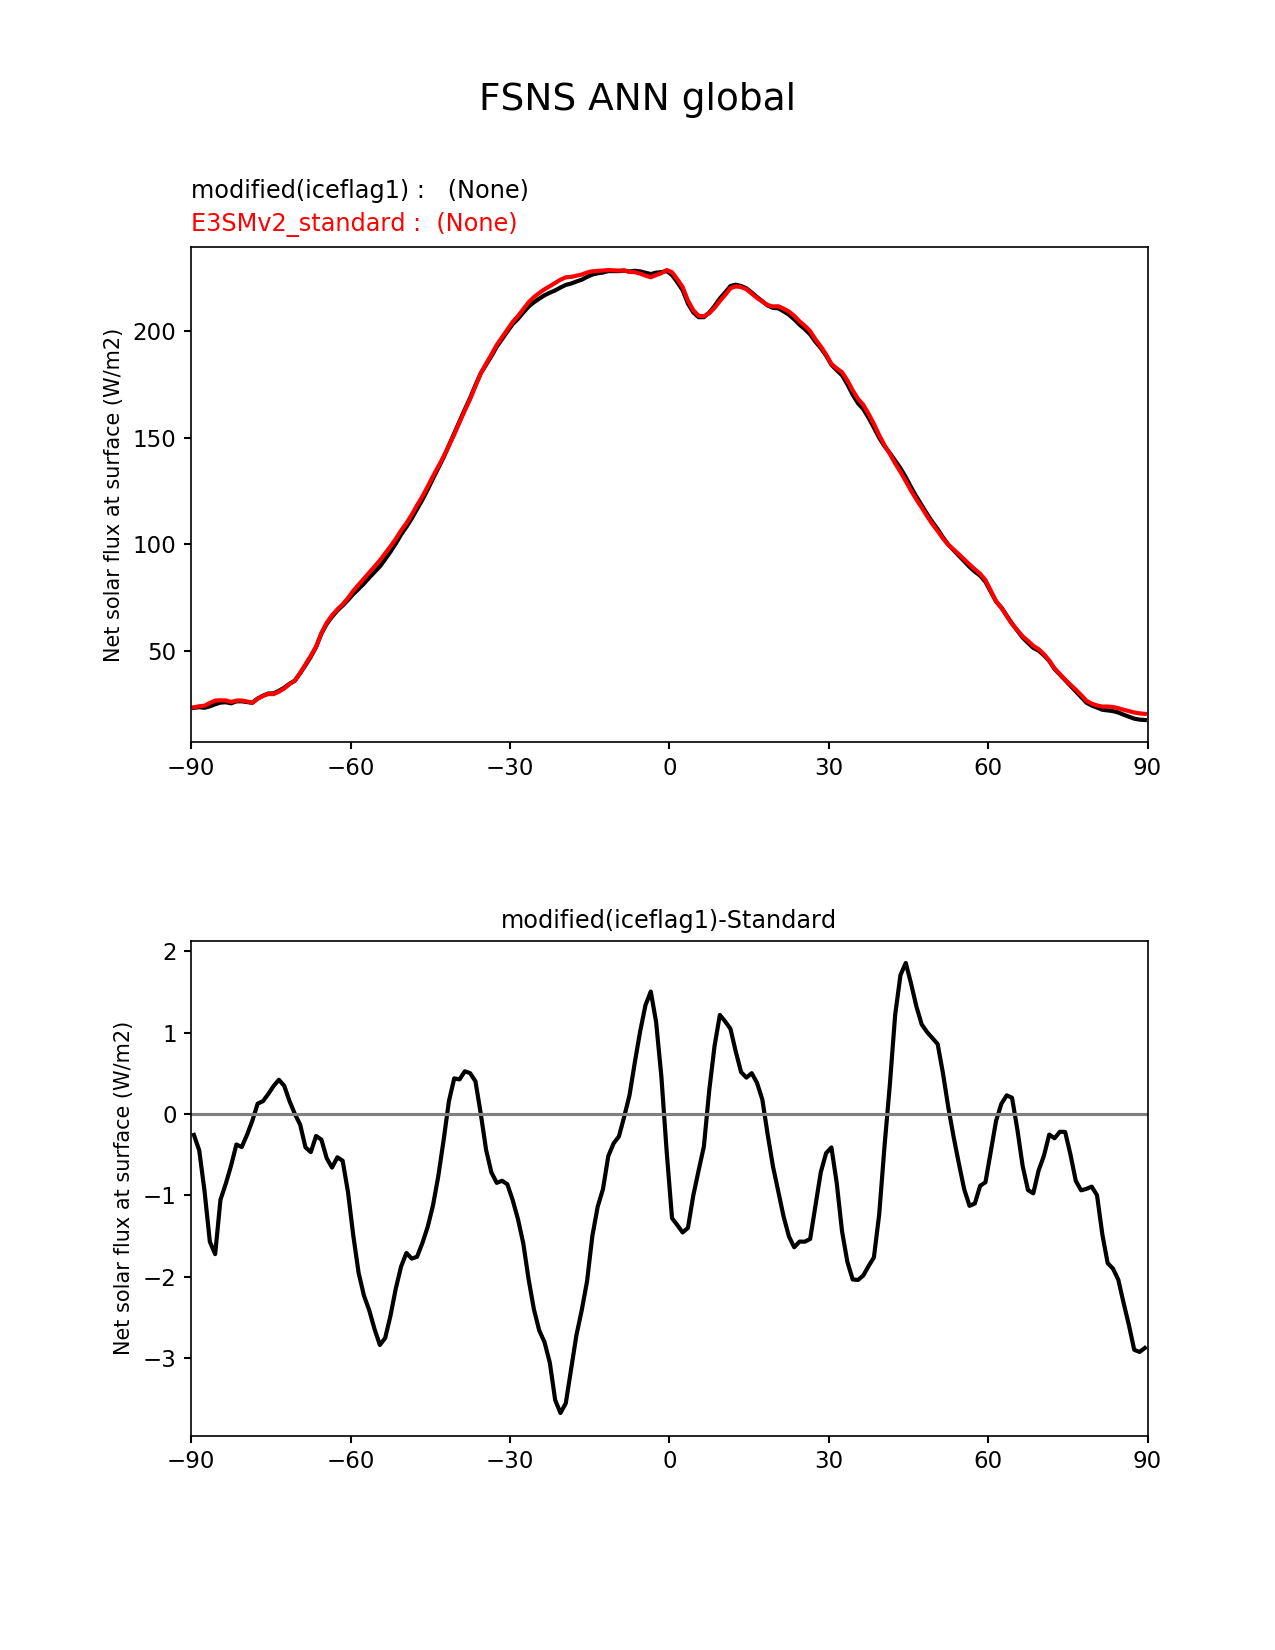 FSNS ANN global
modified(iceflag1) :   (None)
E3SMv2_standard :  (None)
Net solar flux at surface (W/m2)
200
150
100
50
−90 −60 −30 0 30 60 90
modified(iceflag1)-Standard
Net solar flux at surface (W/m2)
2
1
0
−1
−2
−3
−90 −60 −30 0 30 60 90